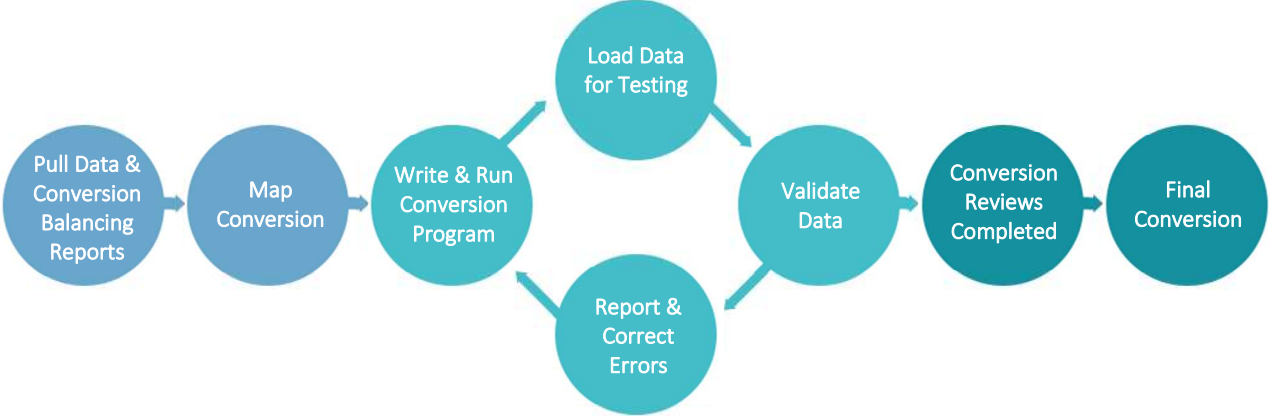 Pull Data &
Conversion
Balancing
Reports
Map
Conversion
Write & Run
Conversion
Program
Load Data
for Testing
Validate
Data
Report &
Correct
Errors
Conversion
Reviews
Completed
Final
Conversion